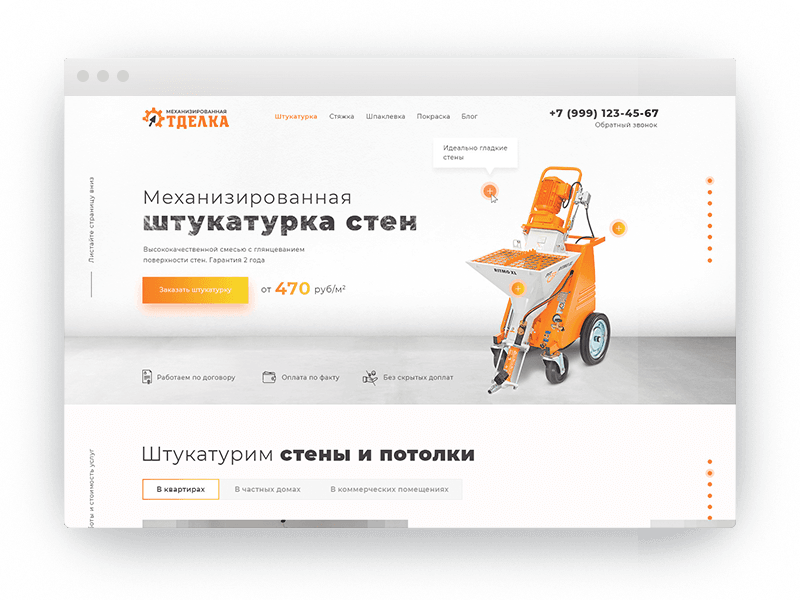 МЕХАНИЗИРОВАННАЯ
ОТДЕЛКА
Штукатурка Стяжка Шпаклевка Покраска Блог
+7 (999) 123-45-67
Обратный звонок
Идеально гладкие
стены
Листайте страницу вниз
Механизированная
штукатурка стен
Высококачественной смесью с глянцеванием
поверхности стен. Гарантия 2 года
Заказать штукатурку
от 470 руб/м²
RITMO XL
Работаем по договору
Оплата по факту
Без скрытых доплат
Штукатурим стены и потолки
В квартирах
В частных домах
В коммерческих помещениях
и стоимость услуг